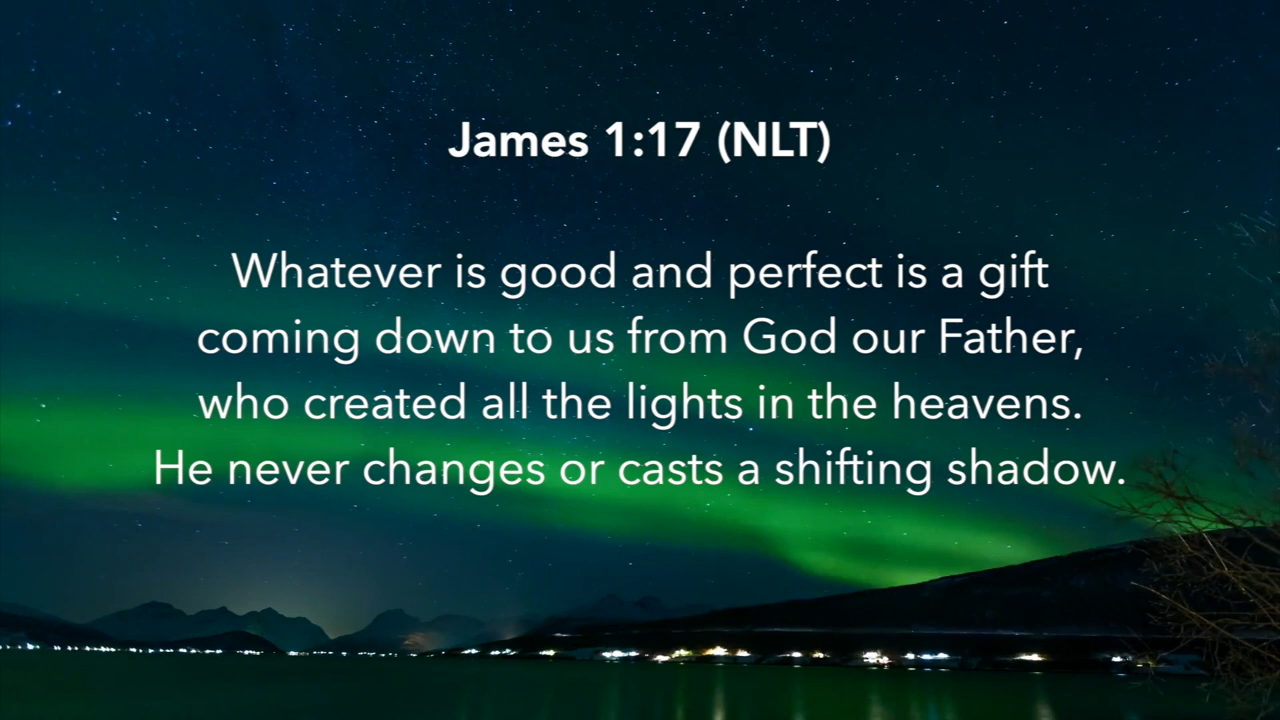 James 1:17 (NLT)
Whatever is good and perfect is a gift
coming down to us from God our Father,
who created all the lights in the heavens.
He never changes or casts a shifting shadow.